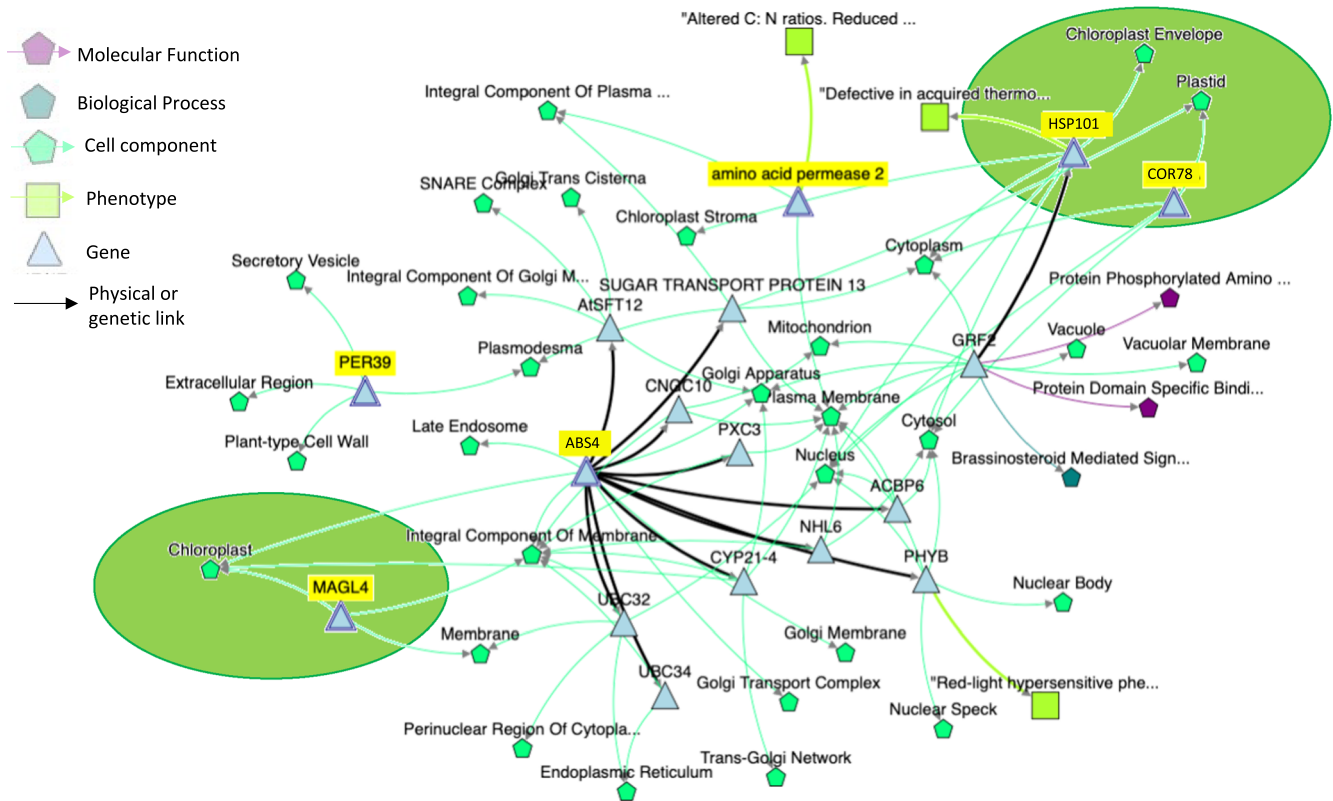 Molecular Function
Biological Process
Cell component
Phenotype
Gene
Physical or
genetic link
"Altered C: N ratios. Reduced ...
Chloroplast Envelope
Plastid
Integral Component Of Plasma ...
"Defective in acquired thermo...
HSP101
COR78
amino acid permease 2
SNARE Complex
Golgi Trans Cisterna
Chloroplast Stroma
Cytoplasm
Secretory Vesicle
Integral Component Of Golgi M...
SUGAR TRANSPORT PROTEIN 13
Protein Phosphorylated Amino ...
AtSFT12
Mitochondrion
Vacuole
GRF2
Vacuolar Membrane
Plasmodesma
PER39
Golgi Apparatus
Extracellular Region
CNGC10
Plasma Membrane
Protein Domain Specific Bindi...
Late Endosome
PXC3
Cytosol
Plant-type Cell Wall
ABS4
Nucleus
Brassinosteroid Mediated Sign...
ACBP6
Integral Component Of Membrane
NHL6
Chloroplast
CYP21-4
PHYB
MAGL4
Nuclear Body
UBC32
Membrane
Golgi Membrane
UBC34
Golgi Transport Complex
"Red-light hypersensitive phe...
Nuclear Speck
Perinuclear Region Of Cytopla...
Trans-Golgi Network
Endoplasmic Reticulum